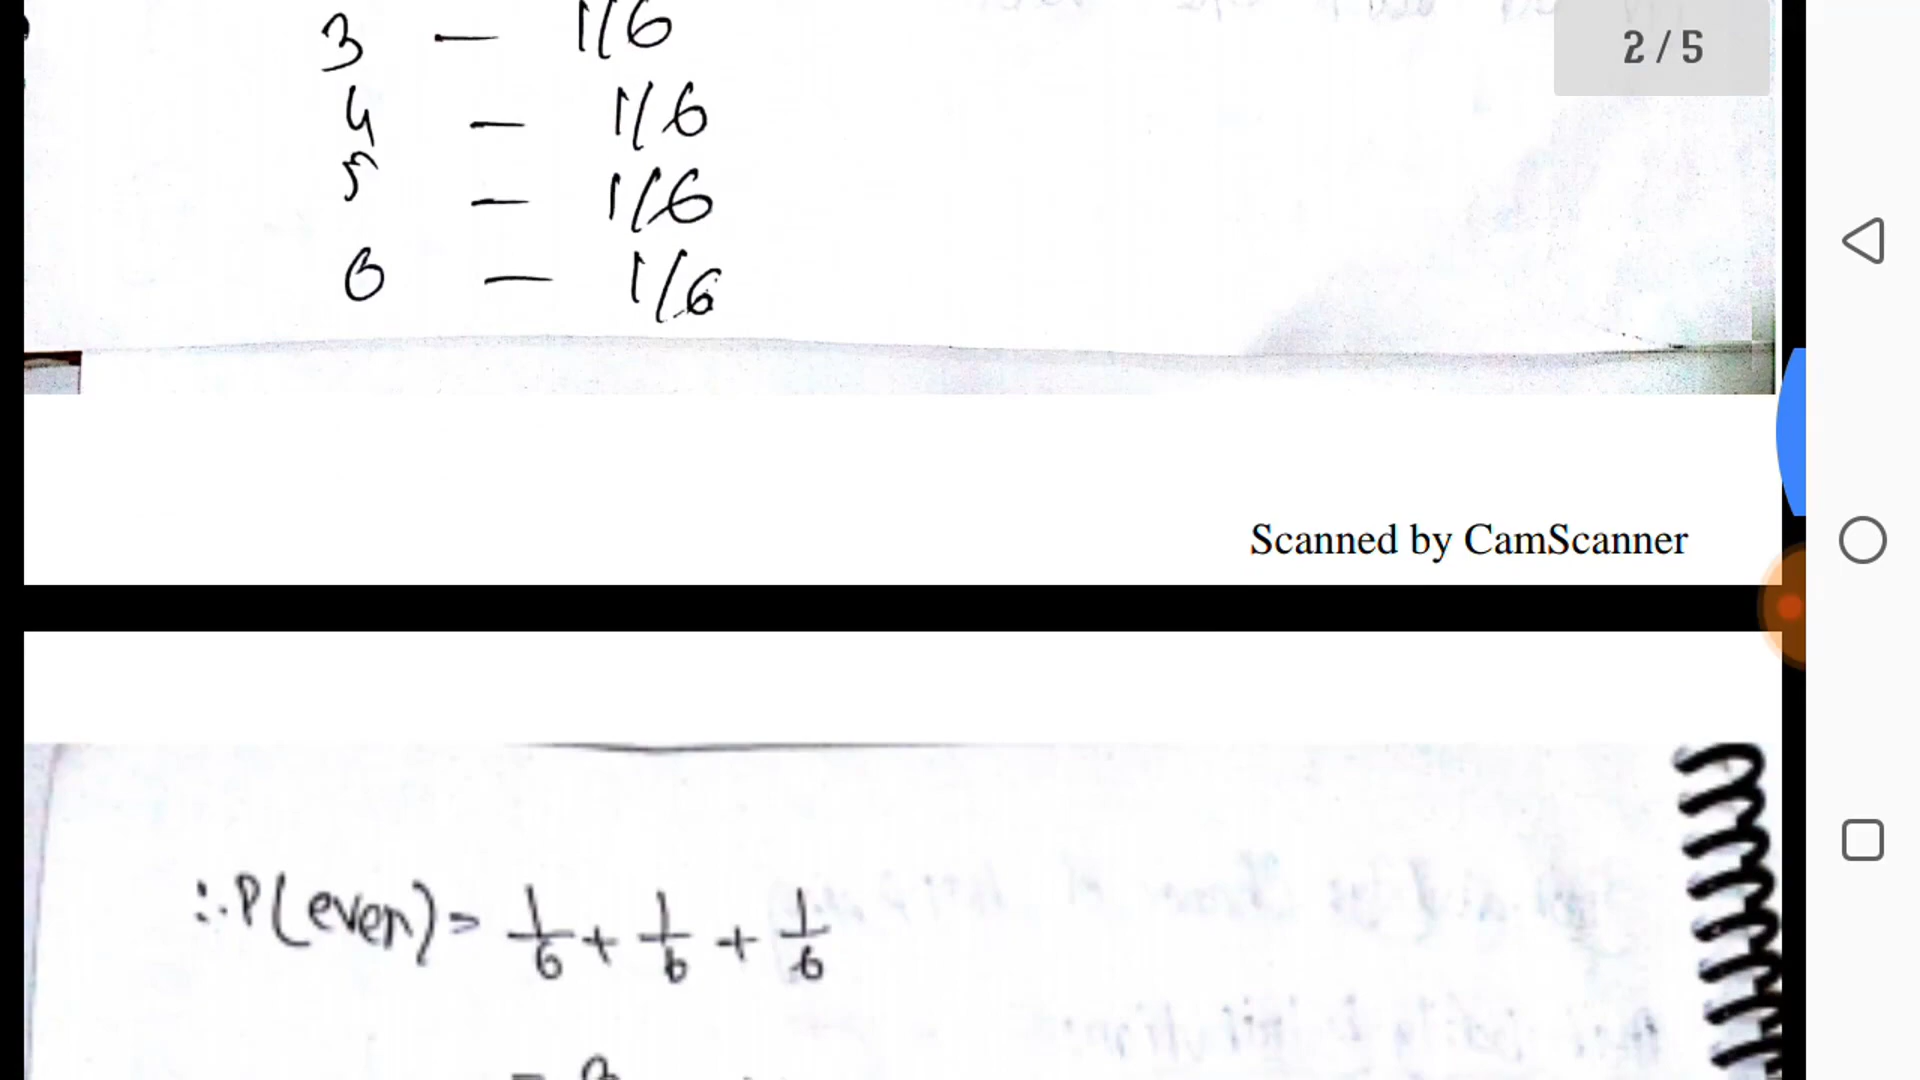 3 — 1/6
2 / 5
4 — 1/6
5 — 1/6
6 — 1/6
Scanned by CamScanner
∴ P(even) = 1/6 + 1/6 + 1/6